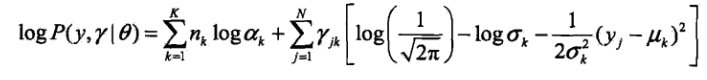 log P(y,γ|θ) = ∑_{k=1}^{K} n_k log α_k + ∑_{j=1}^{N} γ_{jk} [ log( 1/√(2π) ) − log σ_k − 1/(2σ_k^2) (y_j − μ_k)^2 ]